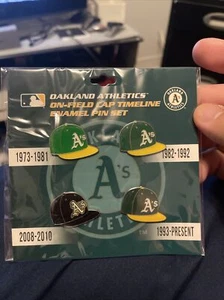 OAKLAND ATHLETICS
ON-FIELD CAP TIMELINE
ENAMEL PIN SET
A's
A's
A's
1973-1981
1982-1992
A's
A's
A's
2008-2010
1993-PRESENT